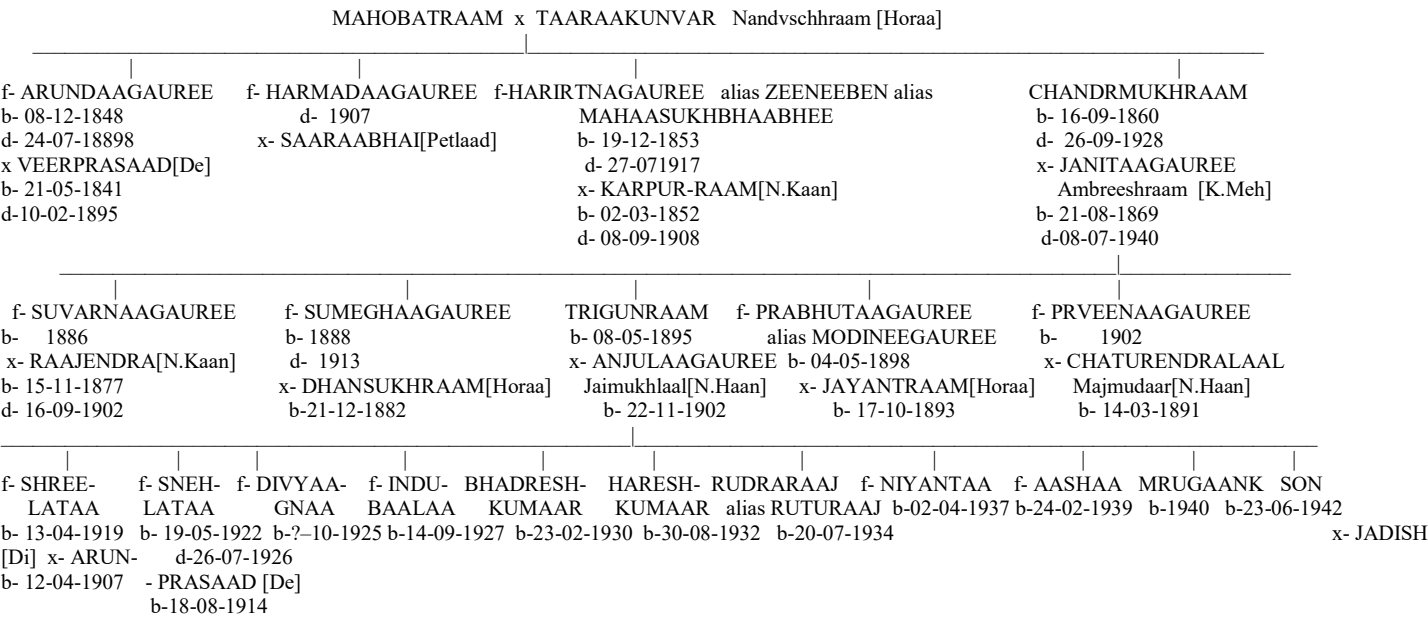 MAHOBATRAAM x TAARAAKUNVAR Nandvschhraam [Horaa]
f- ARUNDAAGAUREE f- HARMADAAGAUREE f-HARIRTNAGAUREE alias ZEENEEBEN alias CHANDRMUKHRAAM
b- 08-12-1848 d- 1907 MAHAASUKHBHAABHEE b- 16-09-1860
d- 24-07-18898 x- SAARAABHAI[Petlaad] b- 19-12-1853 d- 26-09-1928
x VEERPRASAAD[De] d- 27-071917 x- JANITAAGAUREE
b- 21-05-1841 x- KARPUR-RAAM[N.Kaan] Ambreeshraam [K.Meh]
d-10-02-1895 b- 02-03-1852 b- 21-08-1869
d- 08-09-1908 d-08-07-1940
f- SUVARNAAGAUREE f- SUMEGHAAGAUREE TRIGUNRAAM f- PRABHUTAAGAUREE f- PRVEENAAGAUREE
b- 1886 b- 1888 b- 08-05-1895 alias MODINEEGAUREE b- 1902
x- RAAJENDRA[N.Kaan] d- 1913 x- ANJULAAGAUREE b- 04-05-1898 x- CHATURENDRALAAL
b- 15-11-1877 x- DHANSUKHRAAM[Horaa] Jaimukhlaal[N.Haan] x- JAYANTRAAM[Horaa] Majmudaar[N.Haan]
d- 16-09-1902 b-21-12-1882 b- 22-11-1902 b- 17-10-1893 b- 14-03-1891
f- SHREE- f- SNEH- f- DIVYAA- f- INDU- BHADRESH- HARESH- RUDRARAAJ f- NIYANTAA f- AASHAA MRUGAANK SON
LATAA LATAA GNAA BAALAA KUMAAR KUMAAR alias RUTURAAJ b-02-04-1937 b-24-02-1939 b-1940 b-23-06-1942
b- 13-04-1919 b- 19-05-1922 b-?–10-1925 b-14-09-1927 b-23-02-1930 b-30-08-1932 b-20-07-1934 x- JADISH
[Di] x- ARUN- d-26-07-1926
b- 12-04-1907 - PRASAAD [De]
b-18-08-1914